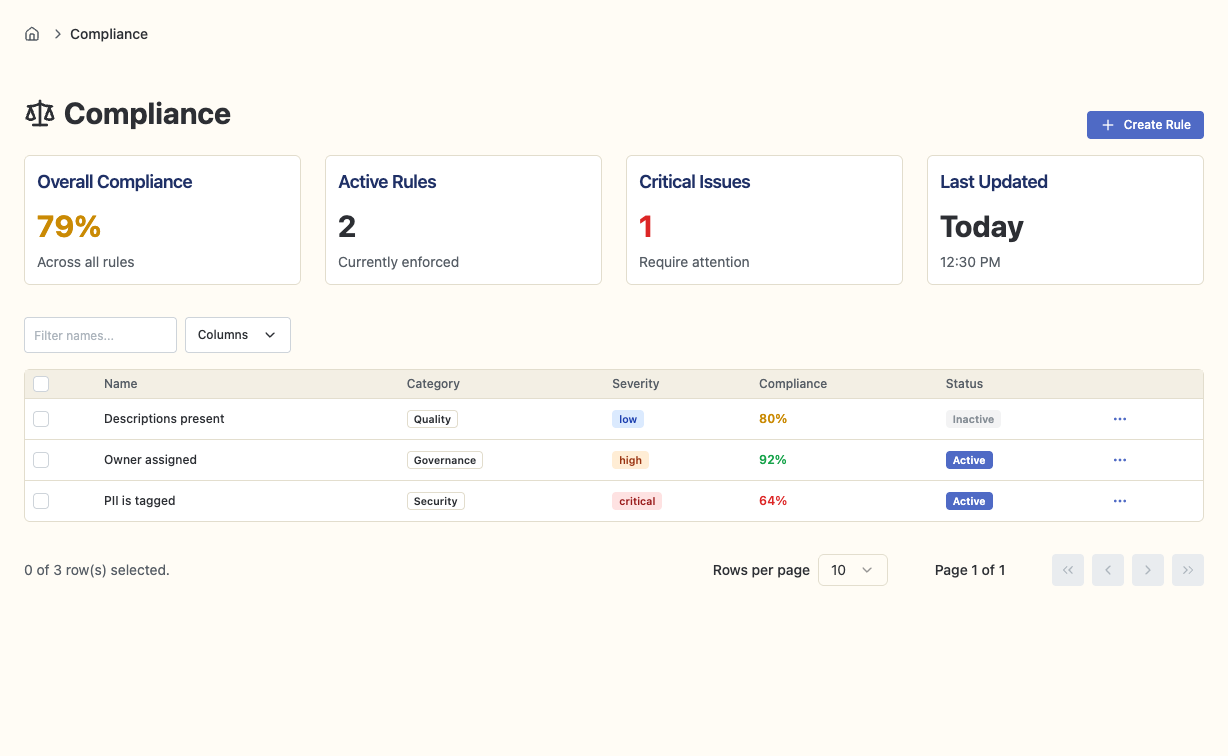 Compliance
Compliance
Create Rule
Overall Compliance
79%
Across all rules
Active Rules
2
Currently enforced
Critical Issues
1
Require attention
Last Updated
Today
12:30 PM
Filter names...
Columns
Name Category Severity Compliance Status
Descriptions present Quality low 80% Inactive
Owner assigned Governance high 92% Active
PII is tagged Security critical 64% Active
0 of 3 row(s) selected. Rows per page 10 Page 1 of 1